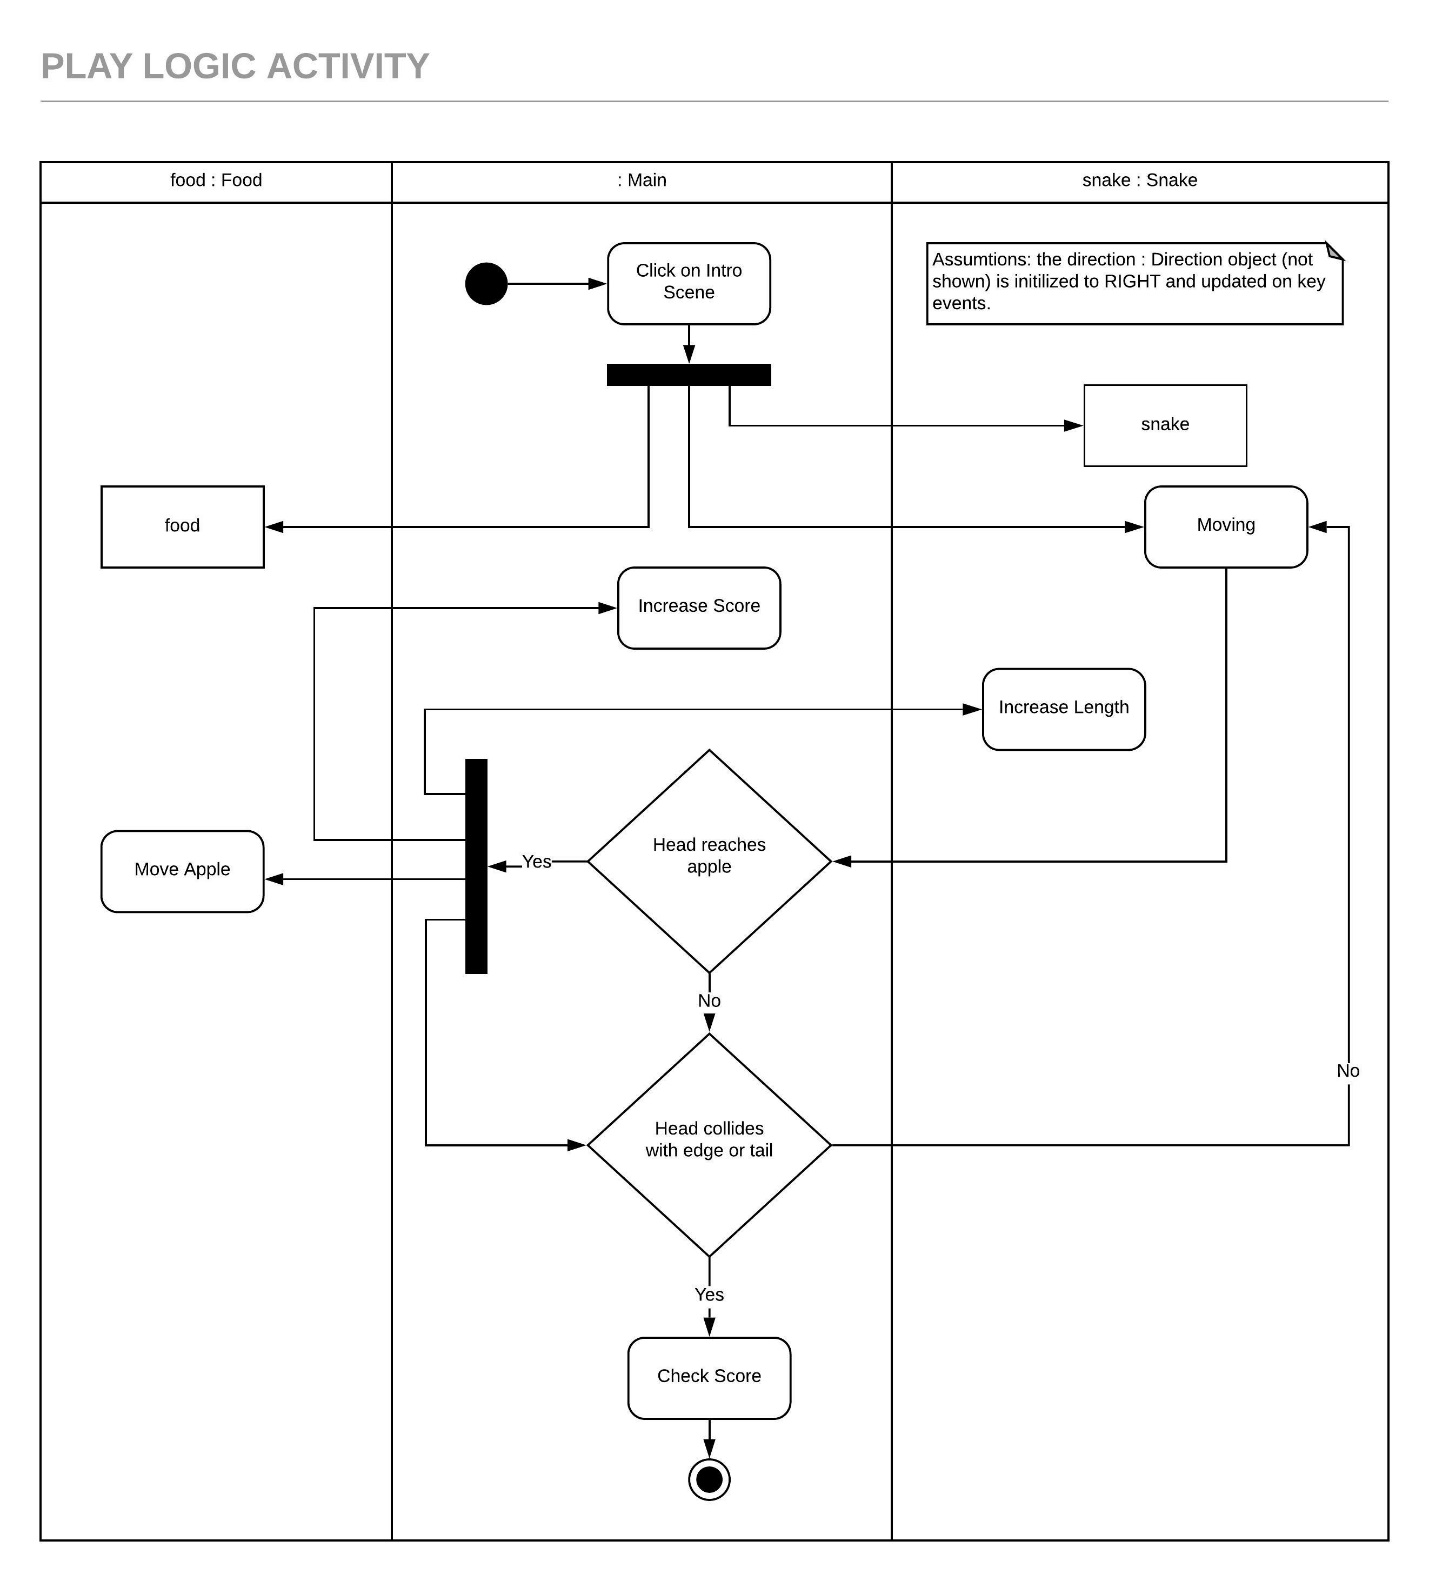 PLAY LOGIC ACTIVITY
food : Food
: Main
snake : Snake
Click on Intro
Scene
Assumtions: the direction : Direction object (not
shown) is initilized to RIGHT and updated on key
events.
snake
food
Moving
Increase Score
Increase Length
Head reaches
apple
Yes
Move Apple
No
No
Head collides
with edge or tail
Yes
Check Score